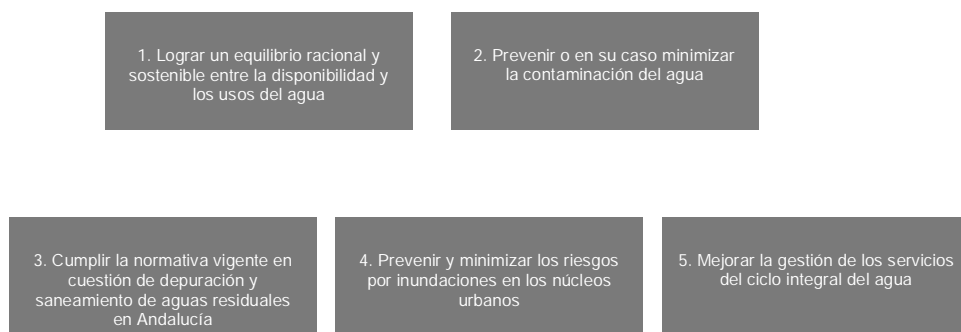 1. Lograr un equilibrio racional y
sostenible entre la disponibilidad y
los usos del agua
2. Prevenir o en su caso minimizar
la contaminación del agua
3. Cumplir la normativa vigente en
cuestión de depuración y
saneamiento de aguas residuales
en Andalucía
4. Prevenir y minimizar los riesgos
por inundaciones en los núcleos
urbanos
5. Mejorar la gestión de los servicios
del ciclo integral del agua